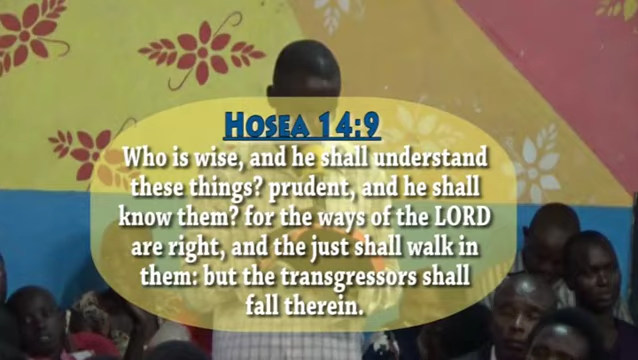 Hosea 14:9
Who is wise, and he shall understand
these things? prudent, and he shall
know them? for the ways of the LORD
are right, and the just shall walk in
them: but the transgressors shall
fall therein.